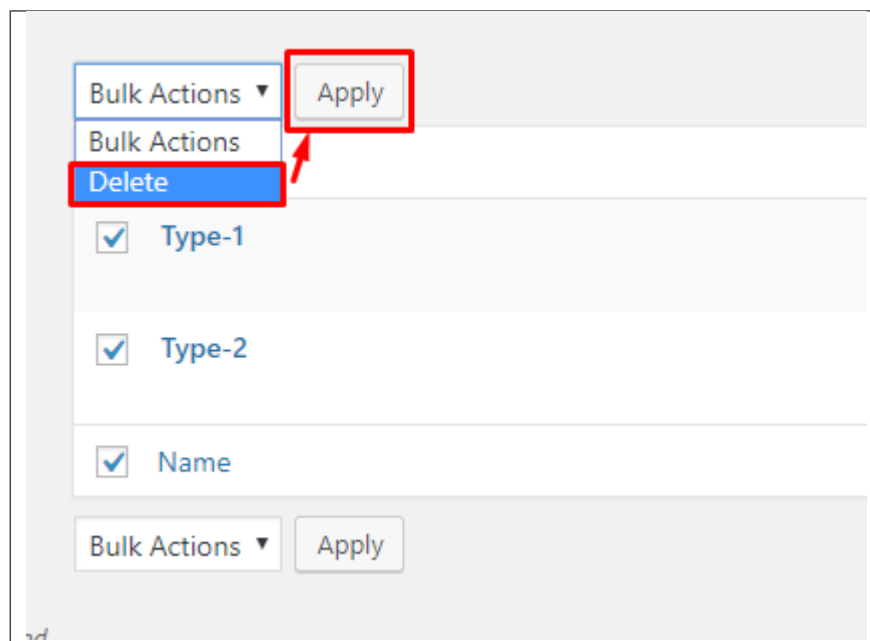 Bulk Actions Apply
Bulk Actions
Delete
Type-1
Type-2
Name
Bulk Actions Apply